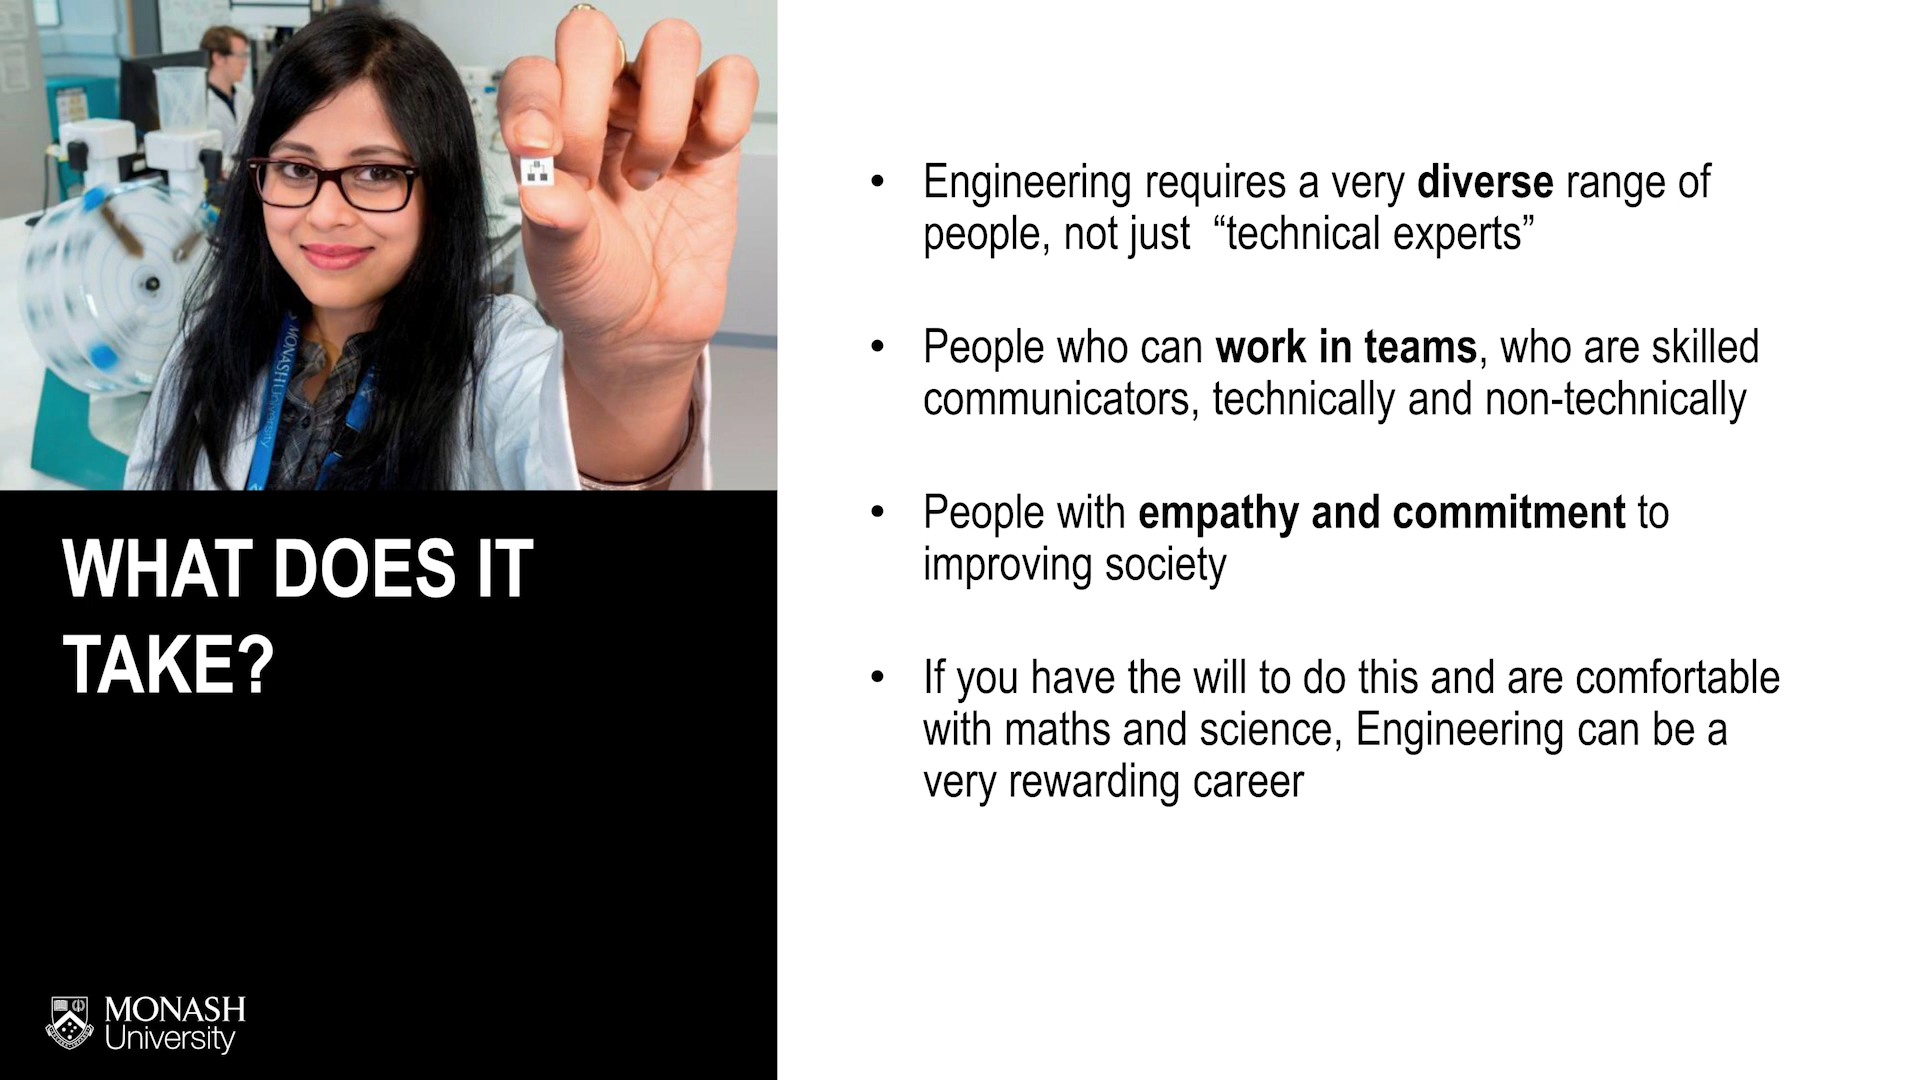 MONASH University
WHAT DOES IT
TAKE?
MONASH
University
• Engineering requires a very diverse range of
people, not just  “technical experts”
• People who can work in teams, who are skilled
communicators, technically and non-technically
• People with empathy and commitment to
improving society
• If you have the will to do this and are comfortable
with maths and science, Engineering can be a
very rewarding career